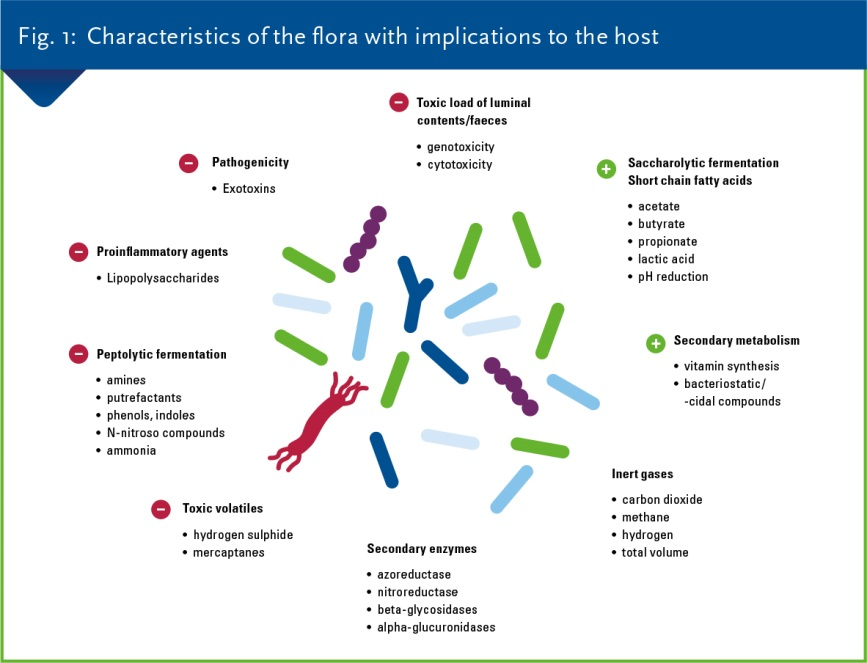 Fig. 1: Characteristics of the flora with implications to the host
Toxic load of luminal
contents/faeces
• genotoxicity
• cytotoxicity
Pathogenicity
• Exotoxins
Saccharolytic fermentation
Short chain fatty acids
• acetate
• butyrate
• propionate
• lactic acid
• pH reduction
Proinflammatory agents
• Lipopolysaccharides
Secondary metabolism
• vitamin synthesis
• bacteriostatic/
-cidal compounds
Peptolytic fermentation
• amines
• putrefactants
• phenols, indoles
• N-nitroso compounds
• ammonia
Inert gases
• carbon dioxide
• methane
• hydrogen
• total volume
Toxic volatiles
• hydrogen sulphide
• mercaptanes
Secondary enzymes
• azoreductase
• nitroreductase
• beta-glycosidases
• alpha-glucuronidases